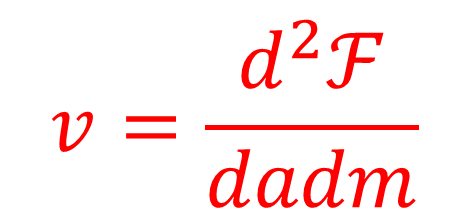 v = d²ℱ / dadm